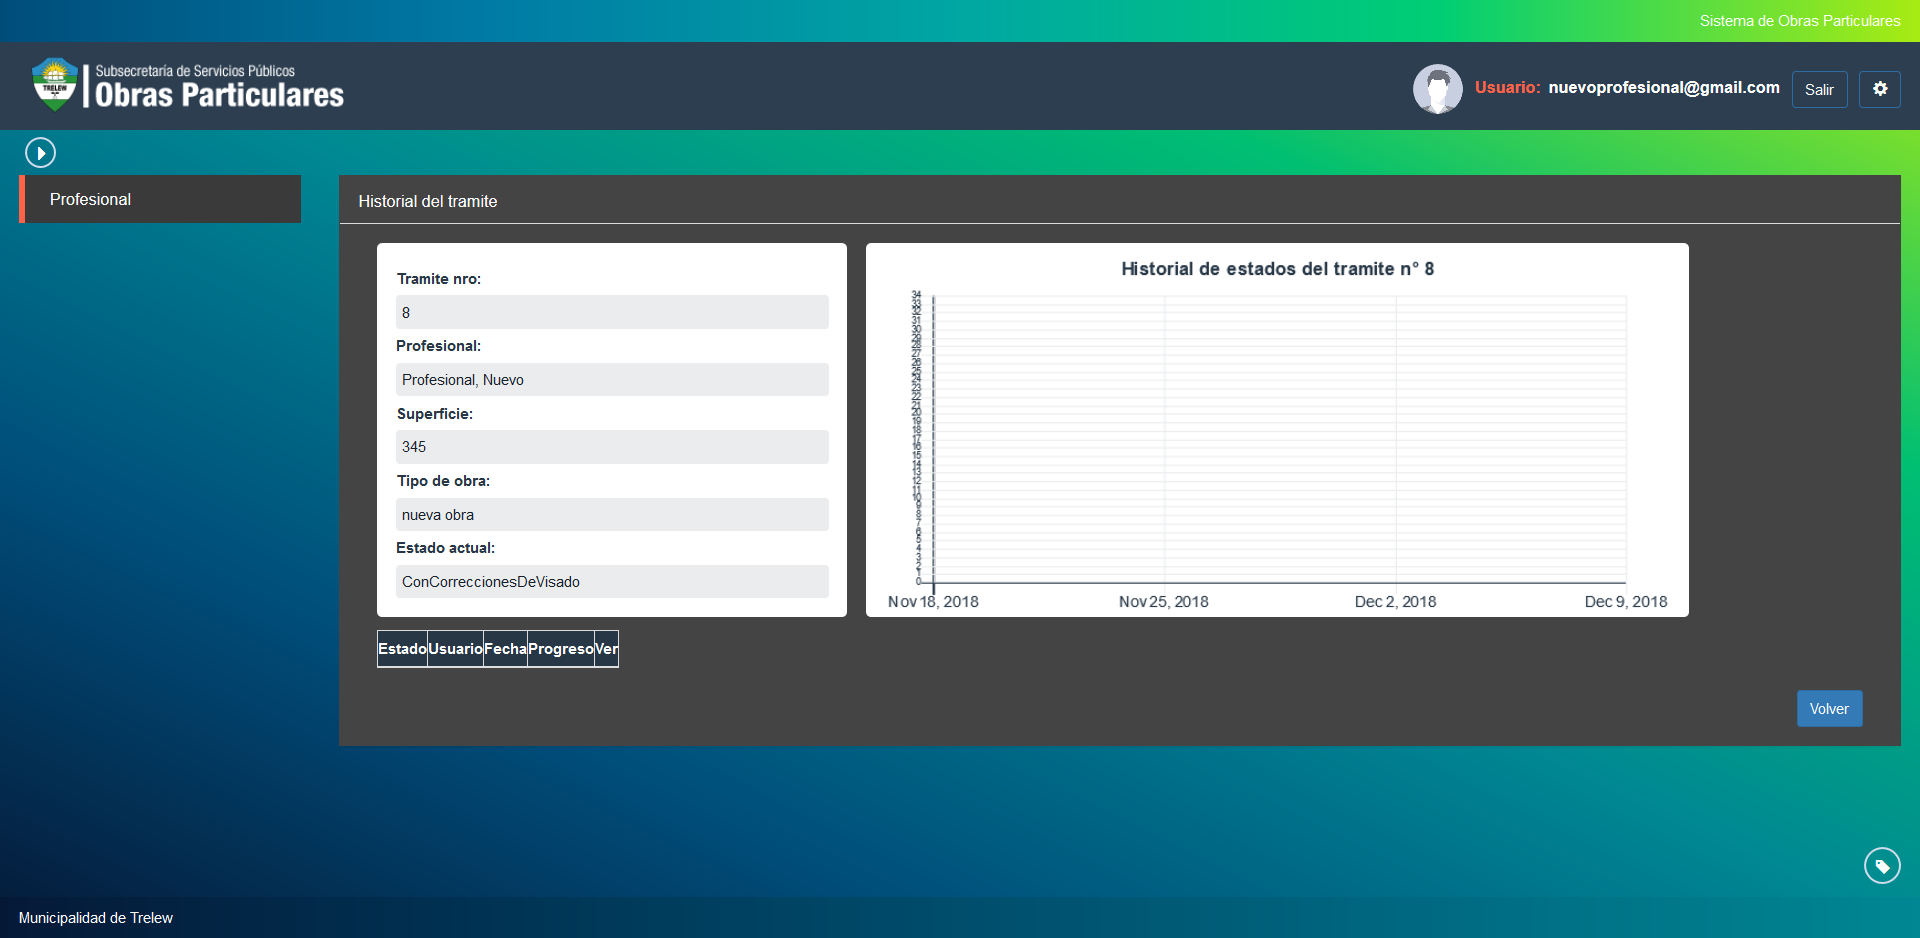 Sistema de Obras Particulares
TRELEW
Subsecretaría de Servicios Públicos
Obras Particulares
Usuario: nuevoprofesional@gmail.com
Salir
Profesional
Historial del tramite
Tramite nro:
8
Profesional:
Profesional, Nuevo
Superficie:
345
Tipo de obra:
nueva obra
Estado actual:
ConCorreccionesDeVisado
Historial de estados del tramite n° 8
34
33
32
31
30
29
28
27
26
25
24
23
22
21
20
19
18
17
16
15
14
13
12
11
10
9
8
7
6
5
4
3
2
1
0
Nov 18, 2018 Nov 25, 2018 Dec 2, 2018 Dec 9, 2018
Estado Usuario Fecha Progreso Ver
Volver
Municipalidad de Trelew